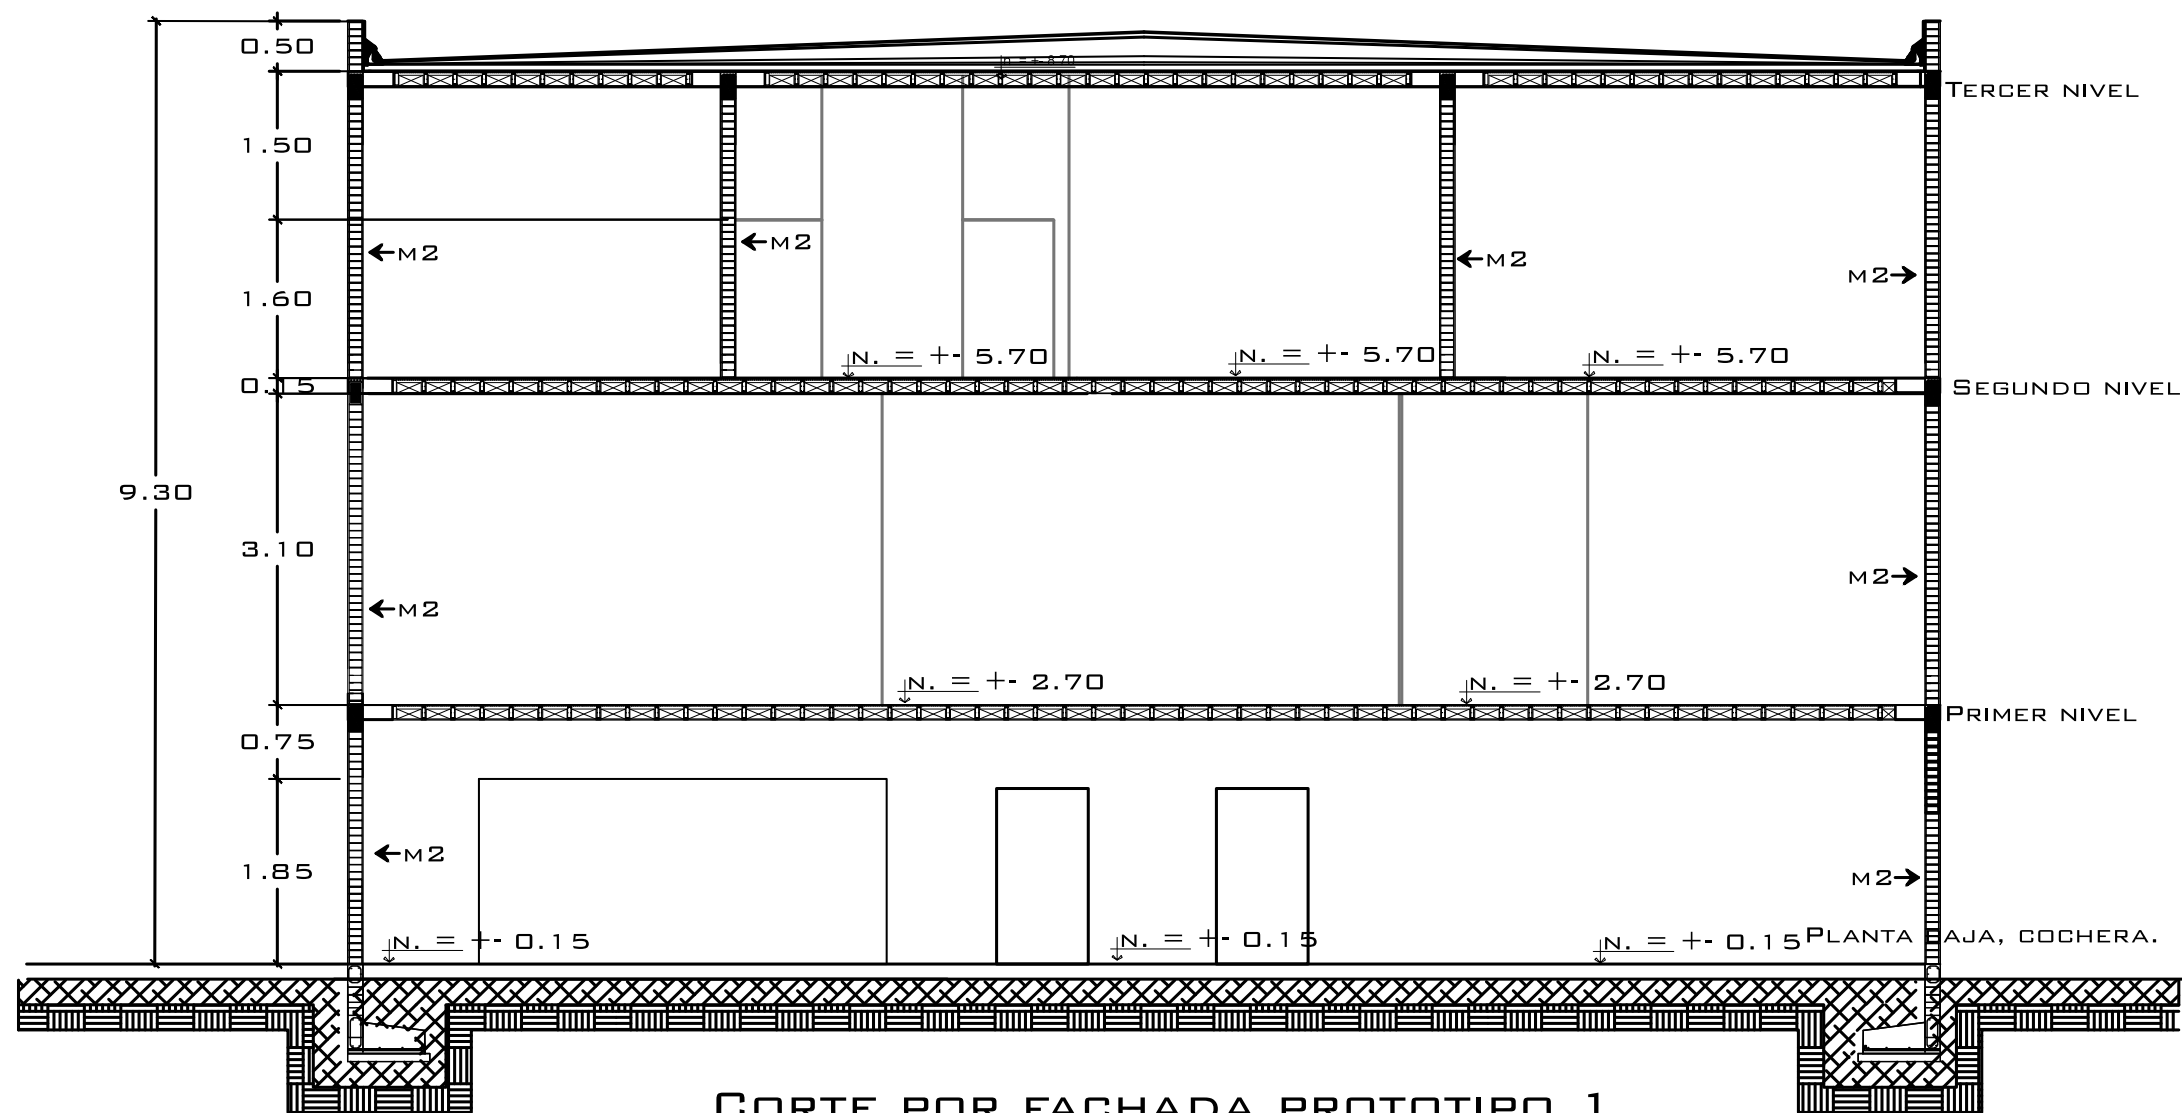 0.50
N. = +- 8.70
TERCER NIVEL
1.50
M2
M2
M2
M2
1.60
N. = +- 5.70
N. = +- 5.70
N. = +- 5.70
0.15
SEGUNDO NIVEL
9.30
3.10
M2
M2
N. = +- 2.70
N. = +- 2.70
PRIMER NIVEL
0.75
M2
1.85
M2
N. = +- 0.15
N. = +- 0.15
N. = +- 0.15
PLANTA BAJA, COCHERA.
CORTE POR FACHADA PROTOTIPO 1